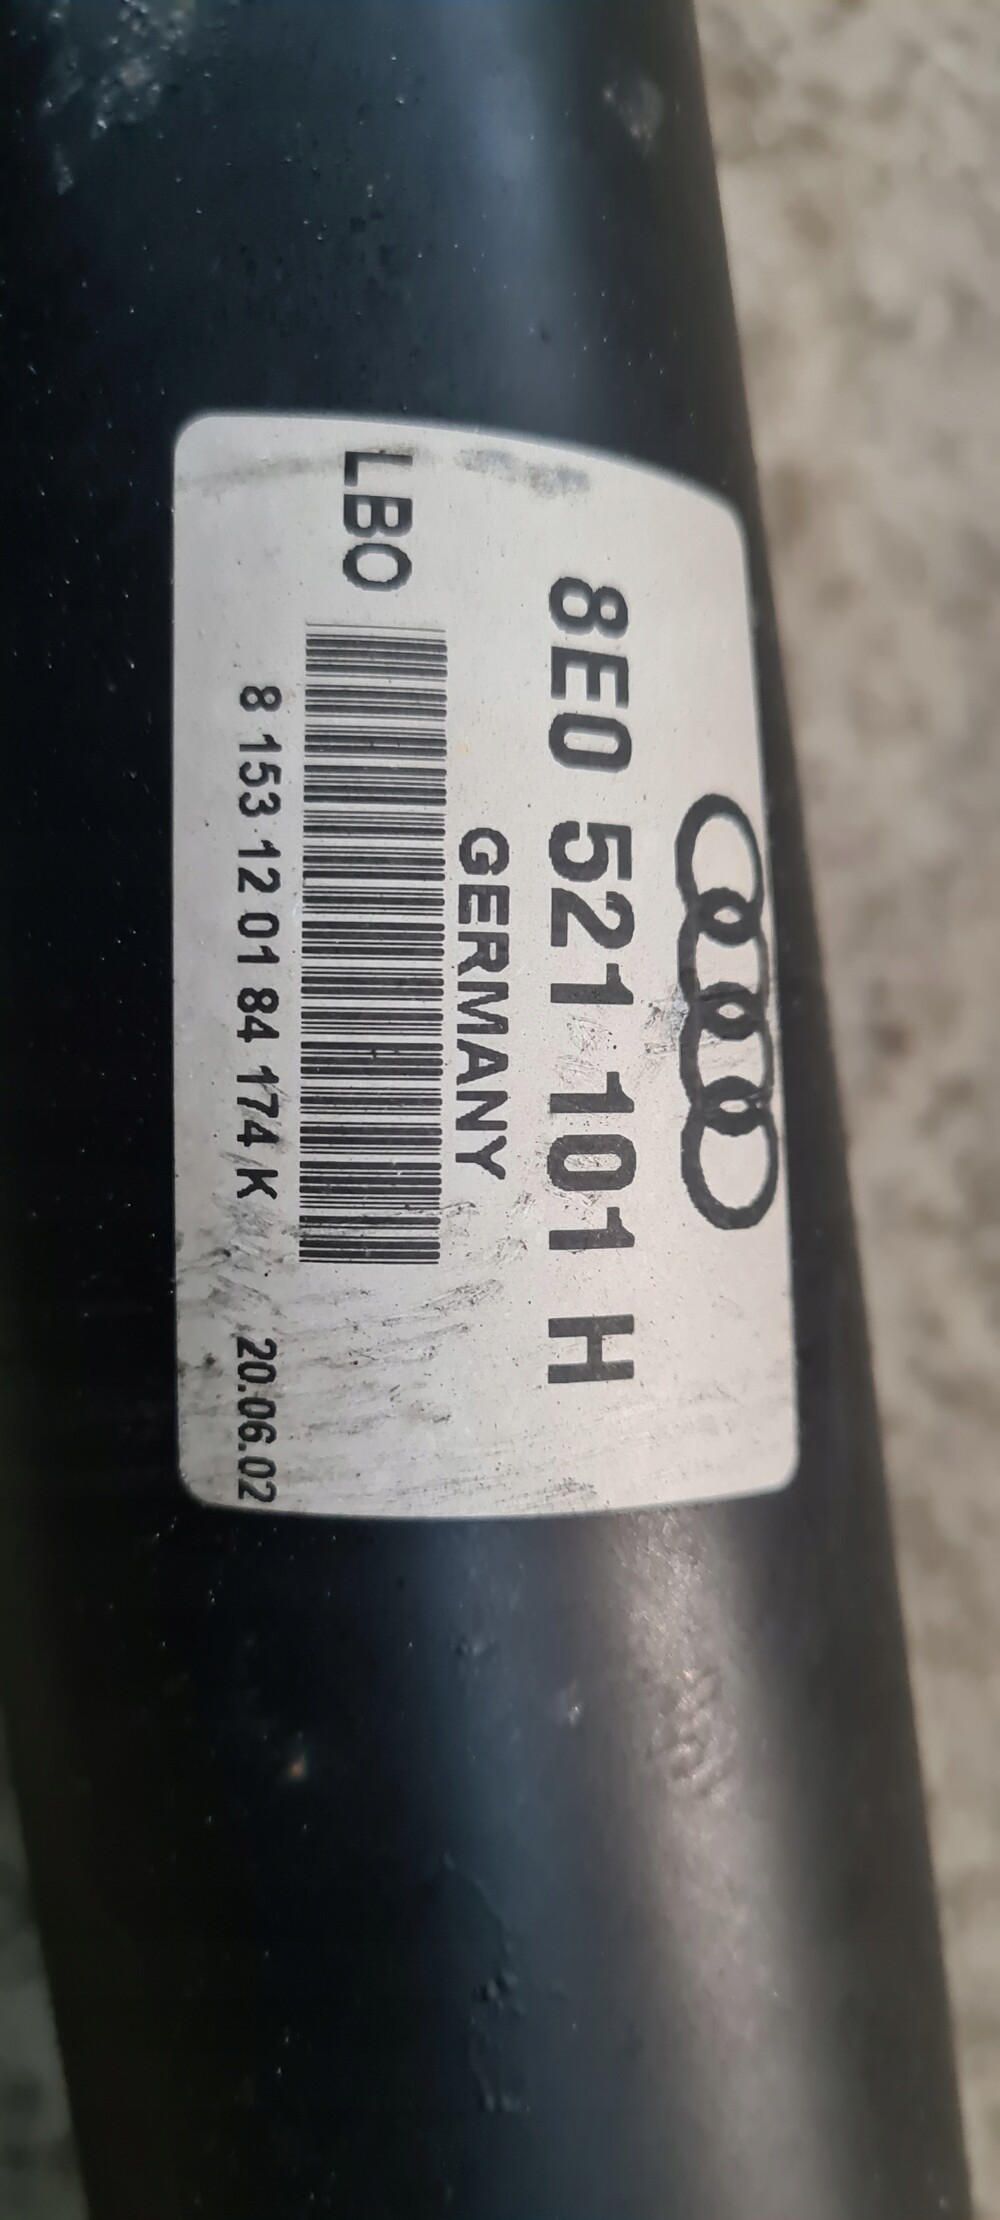 8E0 521 101 H
GERMANY
LBO
8 153 12 01 84 174 K 20.06.02